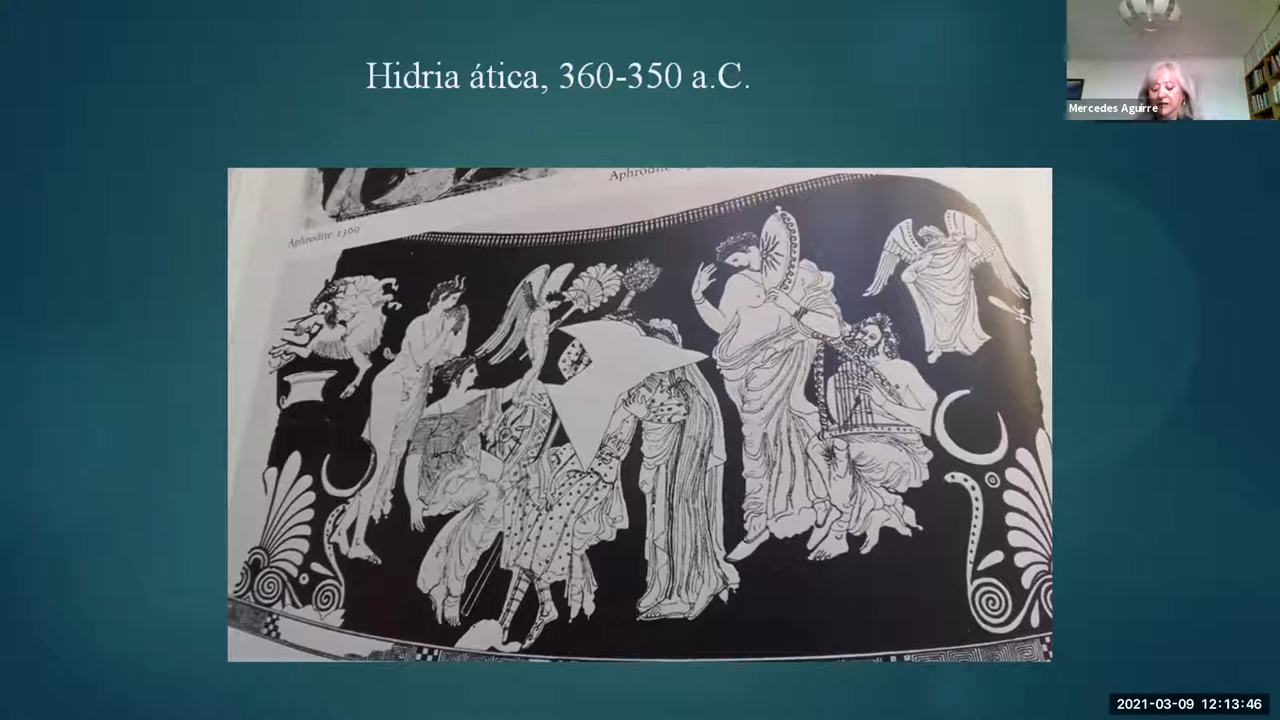 Hidria ática, 360-350 a.C.
Mercedes Aguirre
Aphrodite
Aphrodite 1369
2021-03-09 12:13:46